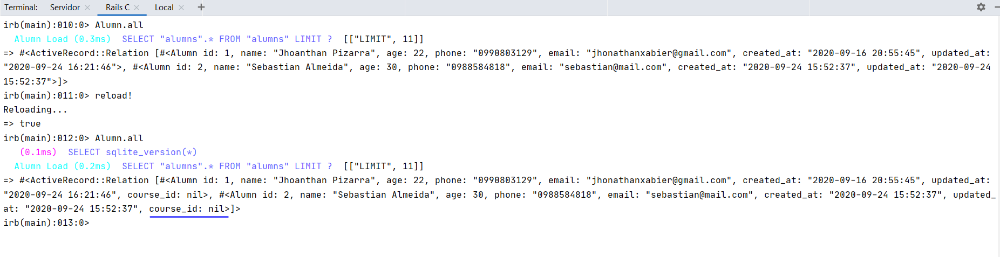 Terminal: Servidor × Rails C × Local × +
irb(main):010:0> Alumn.all
Alumn Load (0.3ms)  SELECT "alumns".* FROM "alumns" LIMIT ?  [["LIMIT", 11]]
=> #<ActiveRecord::Relation [#<Alumn id: 1, name: "Jhoanthan Pizarra", age: 22, phone: "0990803129", email: "jhonathanxabier@gmail.com", created_at: "2020-09-16 20:55:45", updated_at:
"2020-09-24 16:21:46">, #<Alumn id: 2, name: "Sebastian Almeida", age: 30, phone: "0988584818", email: "sebastian@mail.com", created_at: "2020-09-24 15:52:37", updated_at: "2020-09-24
15:52:37">]>
irb(main):011:0> reload!
Reloading...
=> true
irb(main):012:0> Alumn.all
(0.1ms)  SELECT sqlite_version(*)
Alumn Load (0.2ms)  SELECT "alumns".* FROM "alumns" LIMIT ?  [["LIMIT", 11]]
=> #<ActiveRecord::Relation [#<Alumn id: 1, name: "Jhoanthan Pizarra", age: 22, phone: "0990803129", email: "jhonathanxabier@gmail.com", created_at: "2020-09-16 20:55:45", updated_at:
"2020-09-24 16:21:46", course_id: nil>, #<Alumn id: 2, name: "Sebastian Almeida", age: 30, phone: "0988584818", email: "sebastian@mail.com", created_at: "2020-09-24 15:52:37", updated_
at: "2020-09-24 15:52:37", course_id: nil>]>
irb(main):013:0>